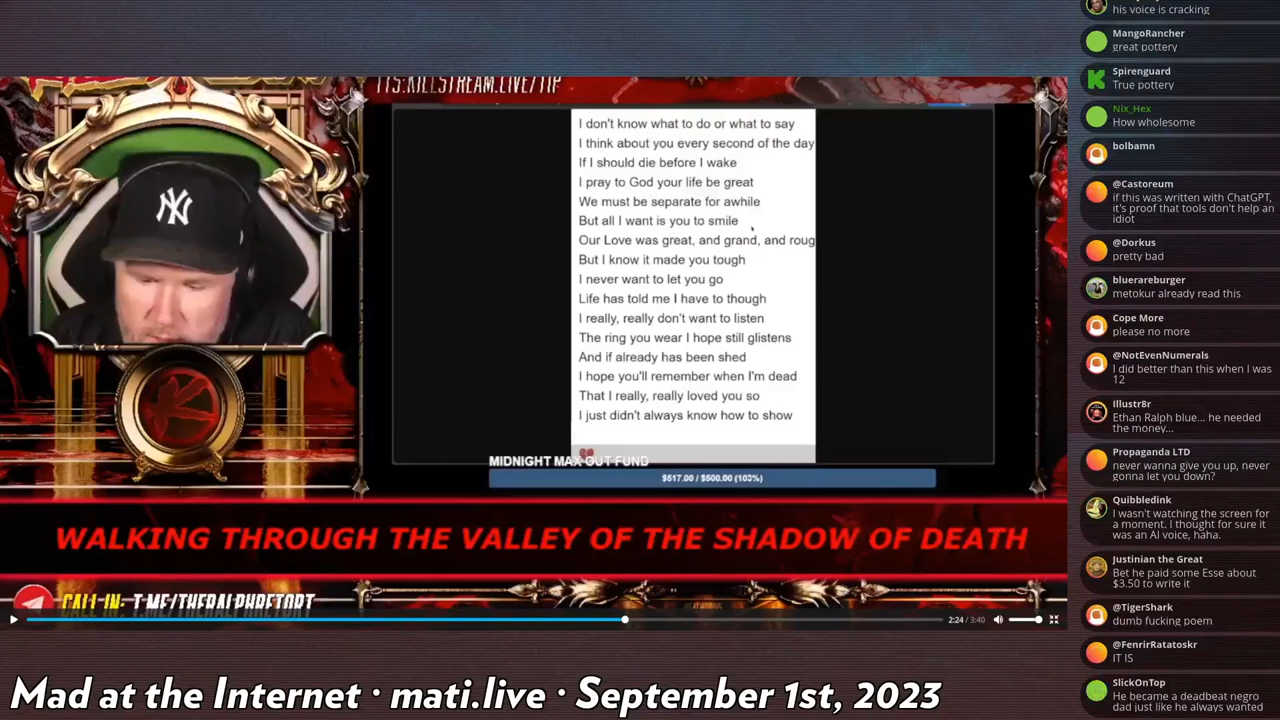 TTS:KILLSTREAM.LIVE/TIP
NY
I don't know what to do or what to say
I think about you every second of the day
If I should die before I wake
I pray to God your life be great
We must be separate for awhile
But all I want is you to smile
Our Love was great, and grand, and roug
But I know it made you tough
I never want to let you go
Life has told me I have to though
I really, really don't want to listen
The ring you wear I hope still glistens
And if already has been shed
I hope you'll remember when I'm dead
That I really, really loved you so
I just didn't always know how to show
MIDNIGHT MAX OUT FUND
$517.00 / $500.00 (103%)
WALKING THROUGH THE VALLEY OF THE SHADOW OF DEATH
CALL-IN: T.ME/THERALPHRETORT
2:24 / 3:40
Mad at the Internet · mati.live · September 1st, 2023
his voice is cracking
MangoRancher
great pottery
Spirenguard
True pottery
Nix_Hex
How wholesome
bolbamn
@Castoreum
if this was written with ChatGPT,
it's proof that tools don't help an
idiot
@Dorkus
pretty bad
bluerareburger
metokur already read this
Cope More
please no more
@NotEvenNumerals
I did better than this when I was
12
Illustr8r
Ethan Ralph blue... he needed
the money...
Propaganda LTD
never wanna give you up, never
gonna let you down?
Quibbledink
I wasn't watching the screen for
a moment. I thought for sure it
was an AI voice, haha.
Justinian the Great
Bet he paid some Esse about
$3.50 to write it
@TigerShark
dumb fucking poem
@FenrirRatatoskr
IT IS
SlickOnTop
He became a deadbeat negro
dad just like he always wanted